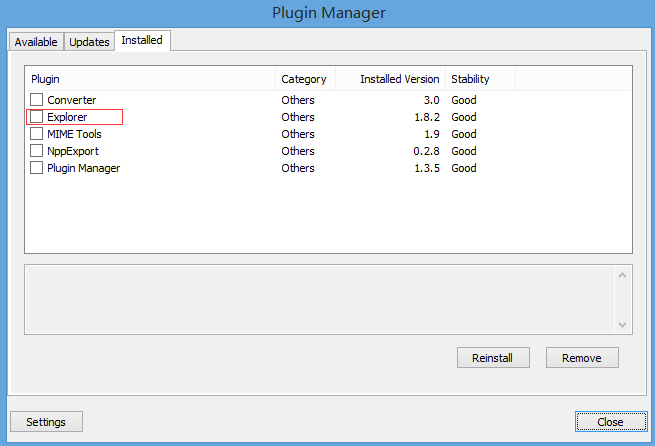 Plugin Manager
Available Updates Installed
Plugin Category Installed Version Stability
Converter Others 3.0 Good
Explorer Others 1.8.2 Good
MIME Tools Others 1.9 Good
NppExport Others 0.2.8 Good
Plugin Manager Others 1.3.5 Good
Reinstall Remove
Settings Close